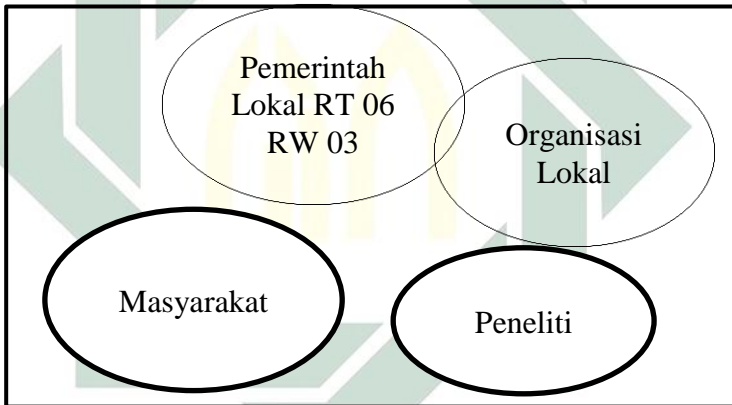 Pemerintah
Lokal RT 06
RW 03
Organisasi
Lokal
Masyarakat
Peneliti